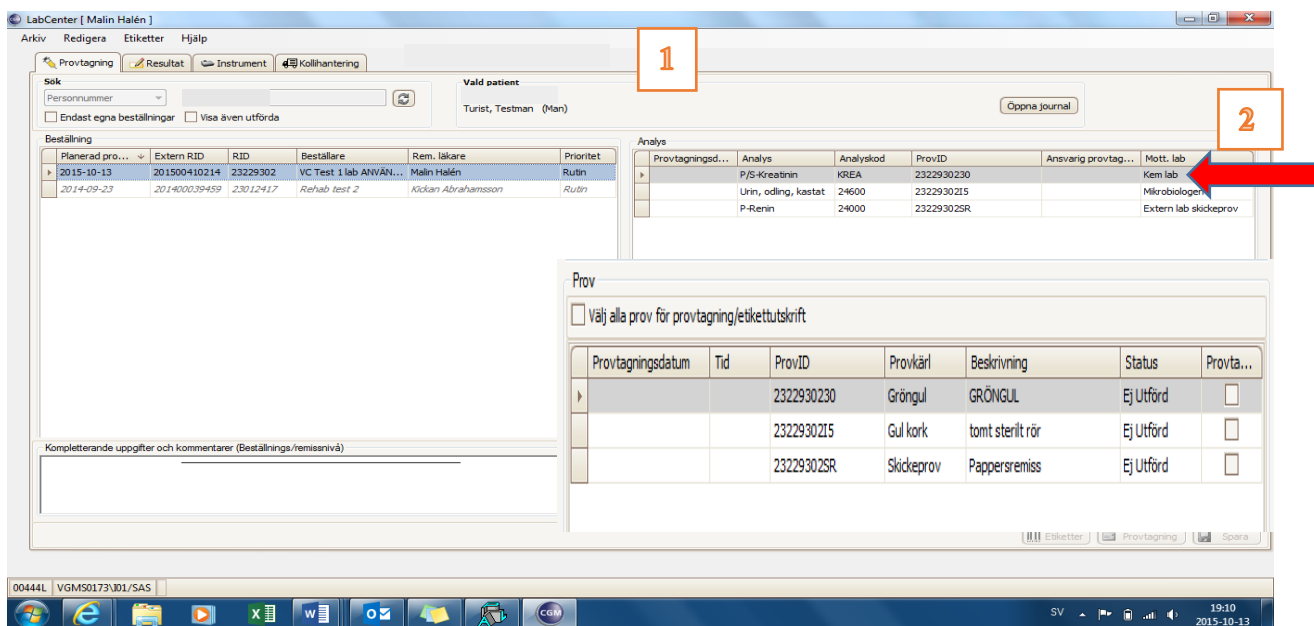 LabCenter [ Malin Halén ]
Arkiv Redigera Etiketter Hjälp
1
Provtagning Resultat Instrument Kollihantering
Sök
Vald patient
Personnummer
Turist, Testman (Man)
Öppna journal
Endast egna beställningar Visa även utförda
2
Beställning
Analys
Planerad pro... Extern RID RID Beställare Rem. läkare Prioritet
2015-10-13 201500410214 23229302 VC Test 1 lab ANVÄN... Malin Halén Rutin
2014-09-23 201400039459 23012417 Rehab test 2 Kickan Abrahamsson Rutin
Provtagningsd... Analys Analyskod ProvID Ansvarig provtag... Mott. lab
P/S-Kreatinin KREA 2322930230 Kem lab
Urin, odling, kastat 24600 23229302I5 Mikrobiologen
P-Renin 24000 23229302SR Extern lab skickeprov
Prov
Välj alla prov för provtagning/etikettutskrift
Provtagningsdatum Tid ProvID Provkärl Beskrivning Status Provta...
2322930230 Gröngul GRÖNGUL Ej Utförd
23229302I5 Gul kork tomt sterilt rör Ej Utförd
23229302SR Skickeprov Pappersremiss Ej Utförd
Kompletterande uppgifter och kommentarer (Beställnings/remissnivå)
Etiketter Provtagning Spara
00444L VGMS0173\I01/SAS
CGM
SV 19:10
2015-10-13